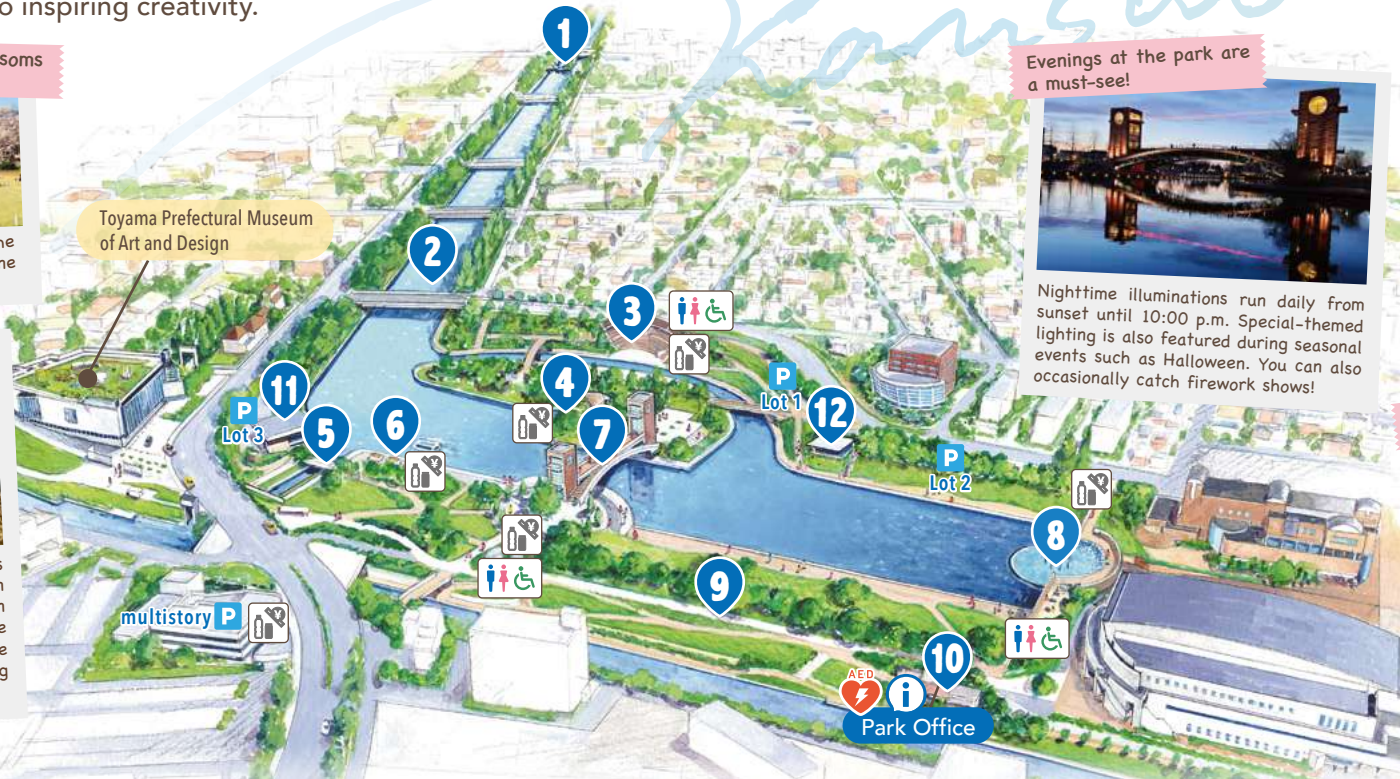 o inspiring creativity.
soms
Kansui
Evenings at the park are
a must-see!
Nighttime illuminations run daily from
sunset until 10:00 p.m. Special-themed
lighting is also featured during seasonal
events such as Halloween. You can also
occasionally catch firework shows!
Toyama Prefectural Museum
of Art and Design
ne
me
1
2
3
4
P
Lot 1
12
11
P
Lot 3
5
6
7
P
Lot 2
8
9
multistory P
10
AED
i
Park Office
s
n
n
e
e
g